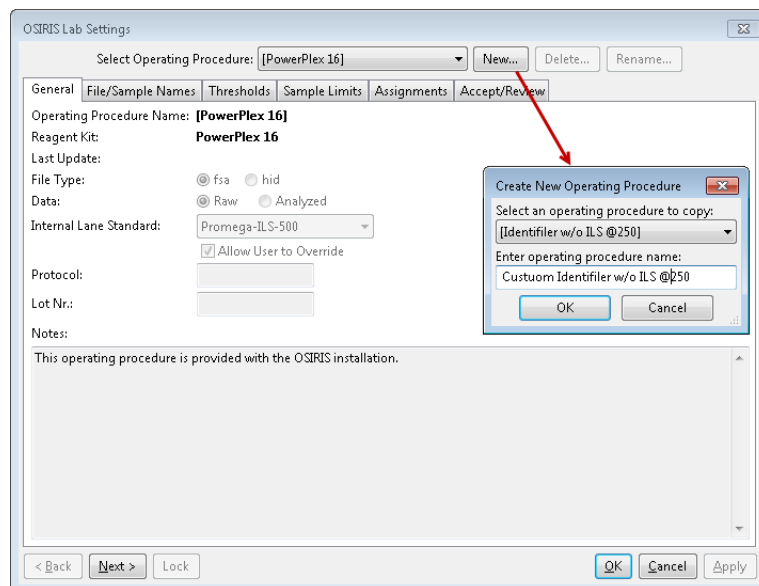 OSIRIS Lab Settings
Select Operating Procedure: [PowerPlex 16] New... Delete... Rename...
General File/Sample Names Thresholds Sample Limits Assignments Accept/Review
Operating Procedure Name: [PowerPlex 16]
Reagent Kit: PowerPlex 16
Last Update:
File Type: fsa hid
Data: Raw Analyzed
Internal Lane Standard: Promega-ILS-500
Allow User to Override
Protocol:
Lot Nr.:
Notes:
This operating procedure is provided with the OSIRIS installation.
Create New Operating Procedure
Select an operating procedure to copy:
[Identifiler w/o ILS @250]
Enter operating procedure name:
Custuom Identifiler w/o ILS @250
OK Cancel
< Back Next > Lock OK Cancel Apply